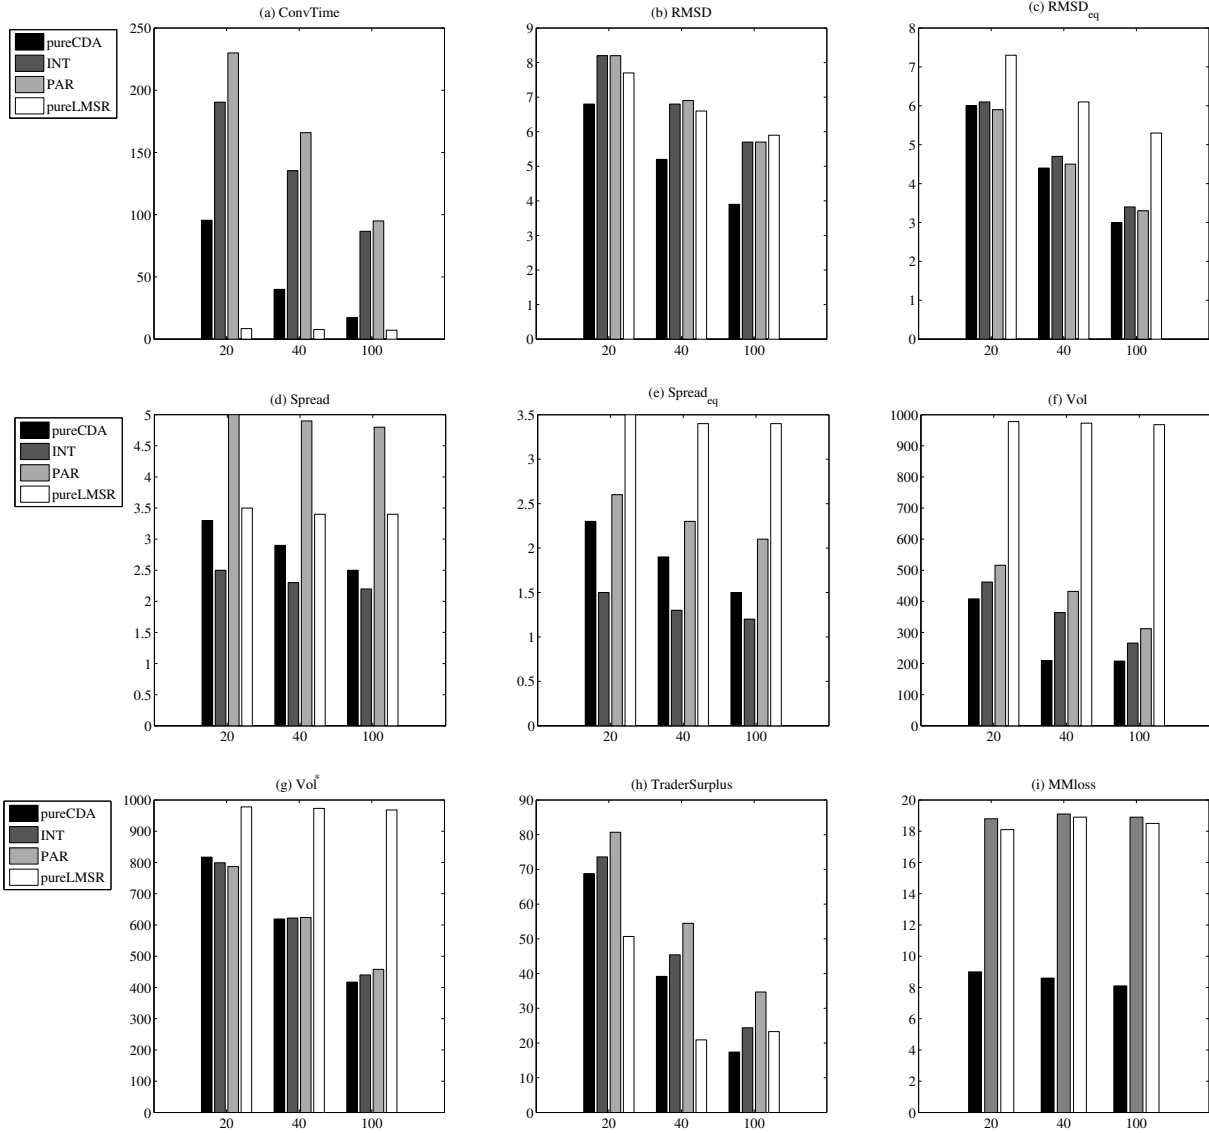 (a) ConvTime
pureCDA
INT
PAR
pureLMSR
250
200
150
100
50
0
20 40 100
(b) RMSD
9
8
7
6
5
4
3
2
1
0
20 40 100
(c) RMSDeq
8
7
6
5
4
3
2
1
0
20 40 100
(d) Spread
pureCDA
INT
PAR
pureLMSR
5
4.5
4
3.5
3
2.5
2
1.5
1
0.5
0
20 40 100
(e) Spreadeq
3.5
3
2.5
2
1.5
1
0.5
0
20 40 100
(f) Vol
1000
900
800
700
600
500
400
300
200
100
0
20 40 100
(g) Vol*
pureCDA
INT
PAR
pureLMSR
1000
900
800
700
600
500
400
300
200
100
0
20 40 100
(h) TraderSurplus
90
80
70
60
50
40
30
20
10
0
20 40 100
(i) MMloss
20
18
16
14
12
10
8
6
4
2
0
20 40 100